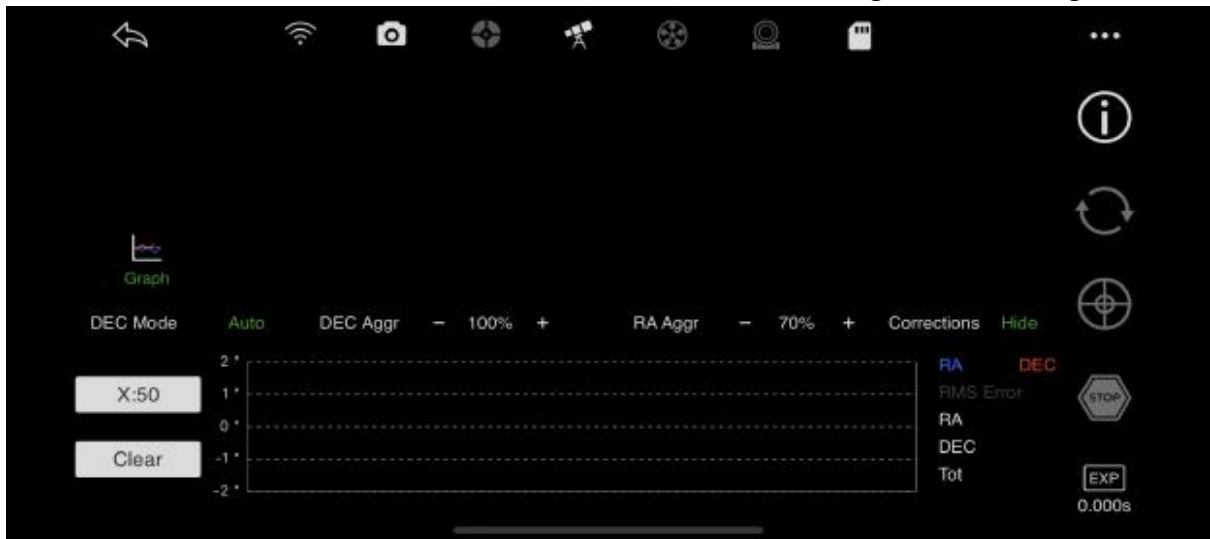 Graph
DEC Mode Auto DEC Aggr - 100% + RA Aggr - 70% + Corrections Hide
2" RA DEC
X:50 1" RMS Error
0" RA
Clear -1" DEC
-2" Tot
STOP
EXP
0.000s